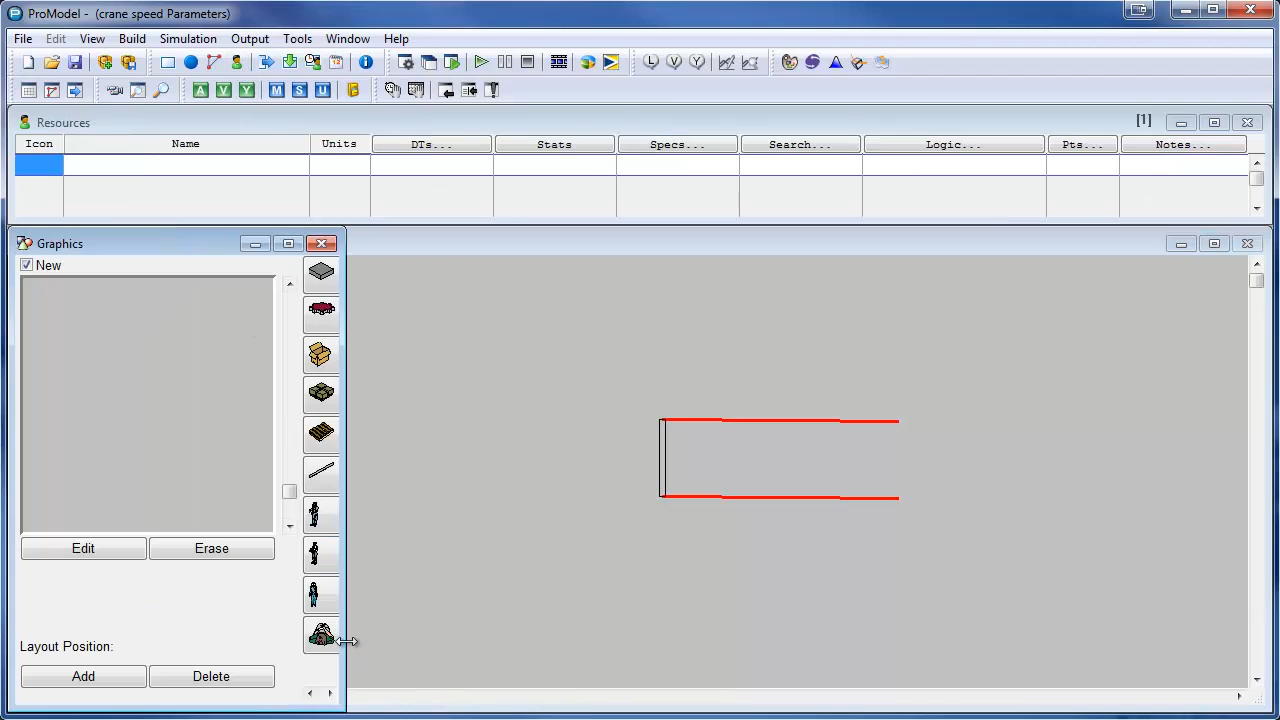 ProModel - (crane speed Parameters)
File Edit View Build Simulation Output Tools Window Help
L V Y
A V Y M S U
Resources [1]
Icon Name Units DTs... Stats Specs... Search... Logic... Pts... Notes...
Graphics
New
Edit Erase
Layout Position:
Add Delete